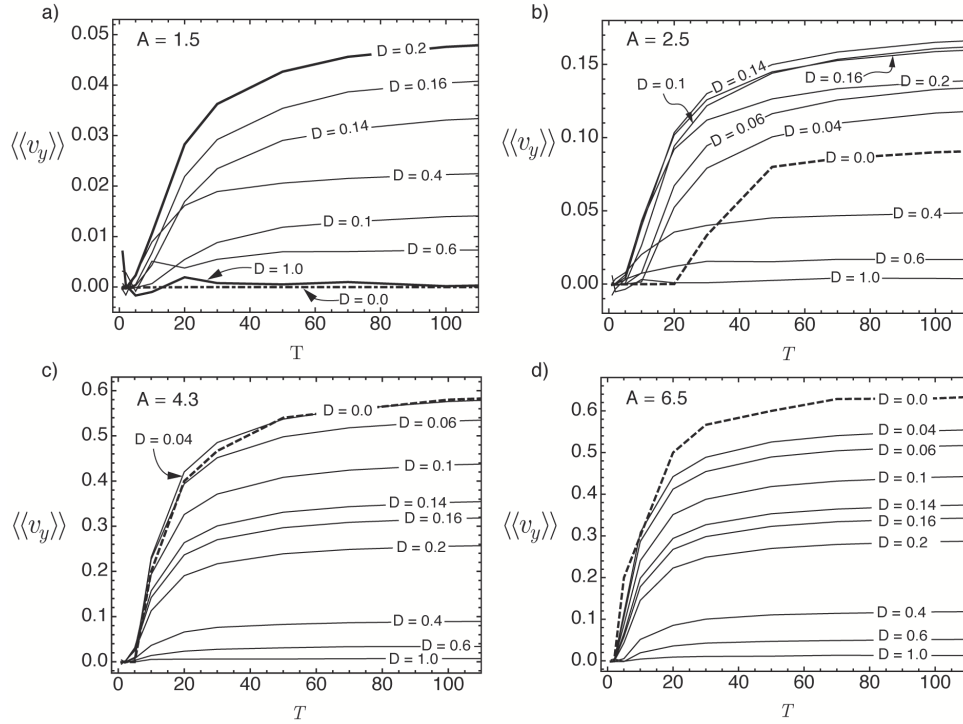 a)
A = 1.5
0.05
0.04
0.03
0.02
0.01
0.00
⟨⟨v_y⟩⟩
D = 0.2
D = 0.16
D = 0.14
D = 0.4
D = 0.1
D = 0.6
D = 1.0
D = 0.0
0 20 40 60 80 100
T
b)
A = 2.5
0.15
0.10
0.05
0.00
⟨⟨v_y⟩⟩
D = 0.14
D = 0.1
D = 0.16
D = 0.2
D = 0.06
D = 0.04
D = 0.0
D = 0.4
D = 0.6
D = 1.0
0 20 40 60 80 100
T
c)
A = 4.3
0.6
0.5
0.4
0.3
0.2
0.1
0.0
⟨⟨v_y⟩⟩
D = 0.0
D = 0.04
D = 0.06
D = 0.1
D = 0.14
D = 0.16
D = 0.2
D = 0.4
D = 0.6
D = 1.0
0 20 40 60 80 100
T
d)
A = 6.5
0.6
0.5
0.4
0.3
0.2
0.1
0.0
⟨⟨v_y⟩⟩
D = 0.0
D = 0.04
D = 0.06
D = 0.1
D = 0.14
D = 0.16
D = 0.2
D = 0.4
D = 0.6
D = 1.0
0 20 40 60 80 100
T